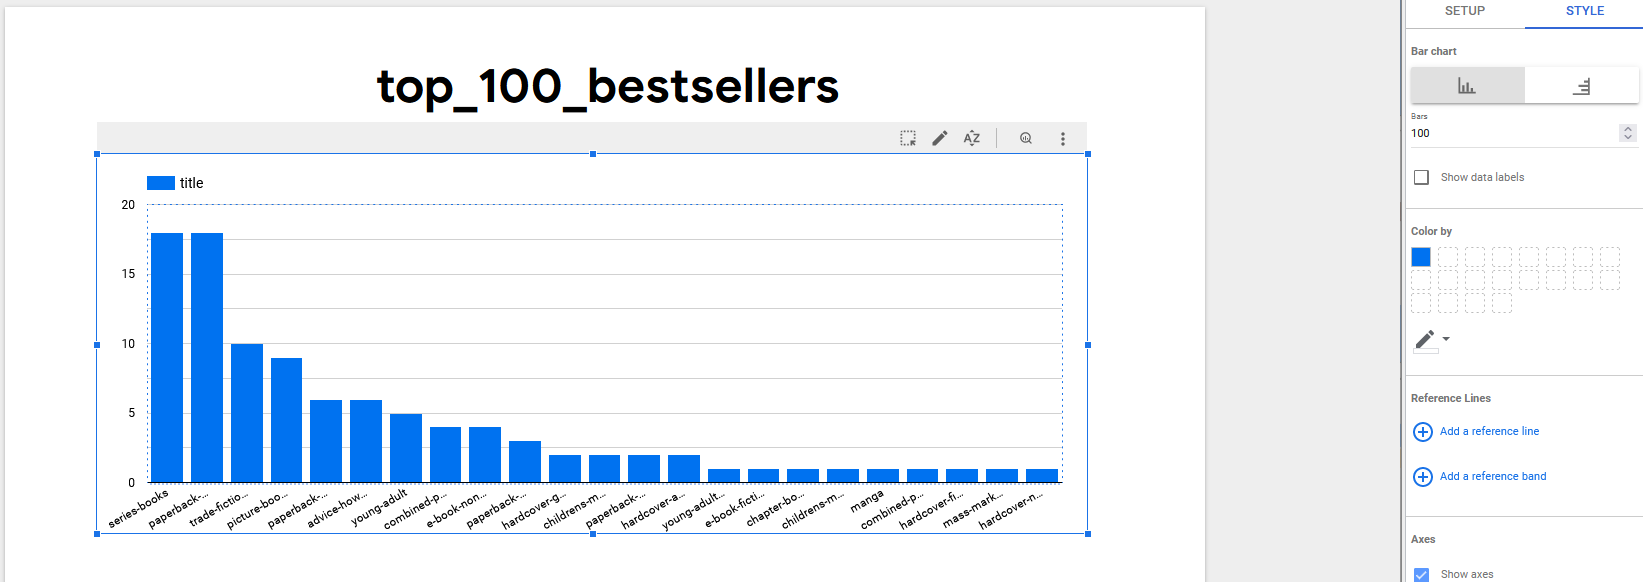 SETUP
STYLE
Bar chart
Bars
100
Show data labels
Color by
Reference Lines
Add a reference line
Add a reference band
Axes
Show axes
top_100_bestsellers
AZ
title
20
15
10
5
0
series-books
paperback-...
trade-fictio...
picture-boo...
paperback-...
advice-how...
young-adult
combined-p...
e-book-non...
paperback-...
hardcover-g...
childrens-m...
paperback-...
hardcover-a...
young-adult...
e-book-ficti...
chapter-bo...
childrens-m...
manga
combined-p...
hardcover-fi...
mass-mark...
hardcover-n...